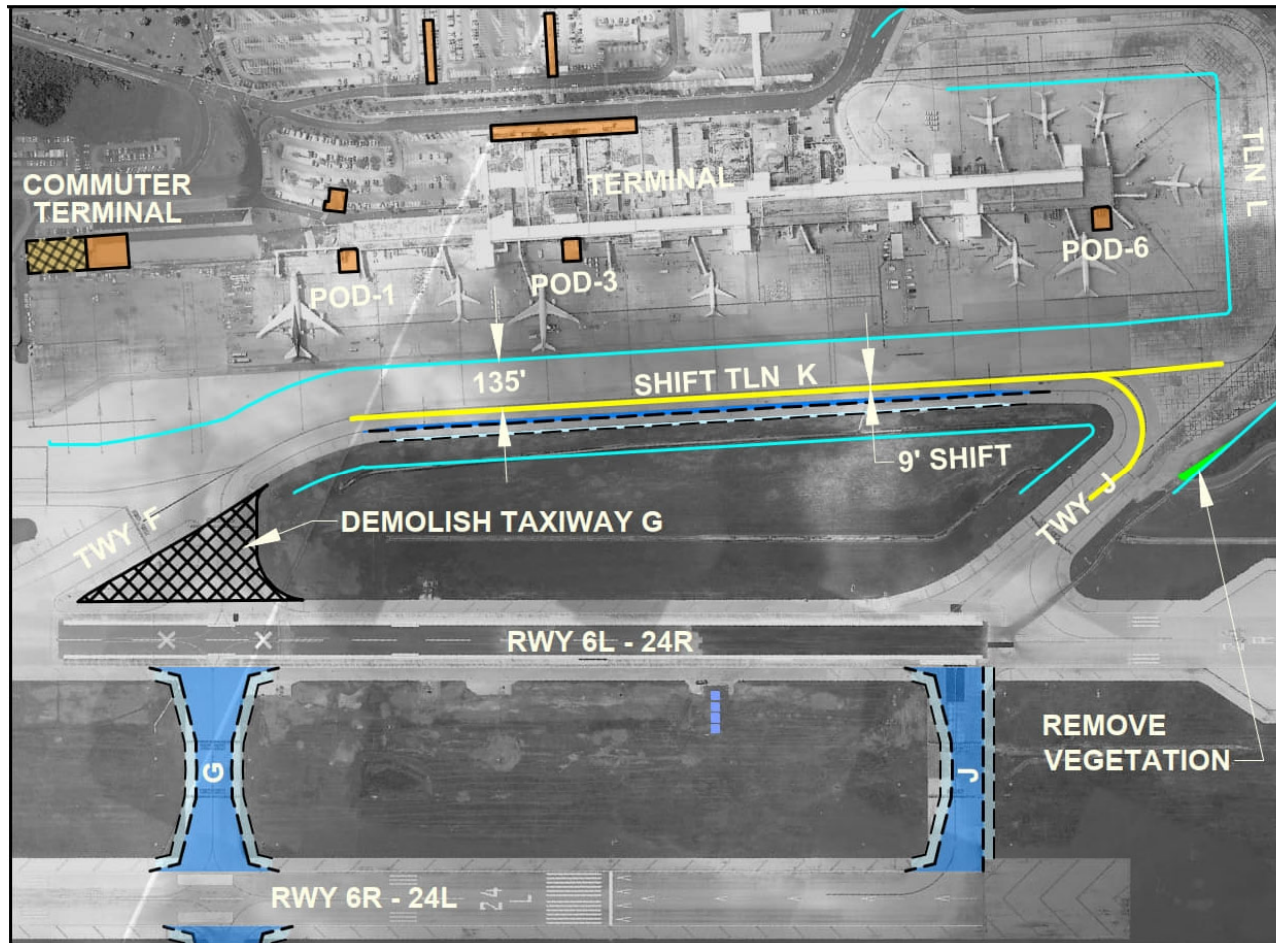 COMMUTER
TERMINAL
TERMINAL
TLN L
POD-1
POD-3
POD-6
135'
SHIFT TLN K
9' SHIFT
TWY F
DEMOLISH TAXIWAY G
TWY J
RWY 6L - 24R
REMOVE
VEGETATION
G
J
RWY 6R - 24L
24
L